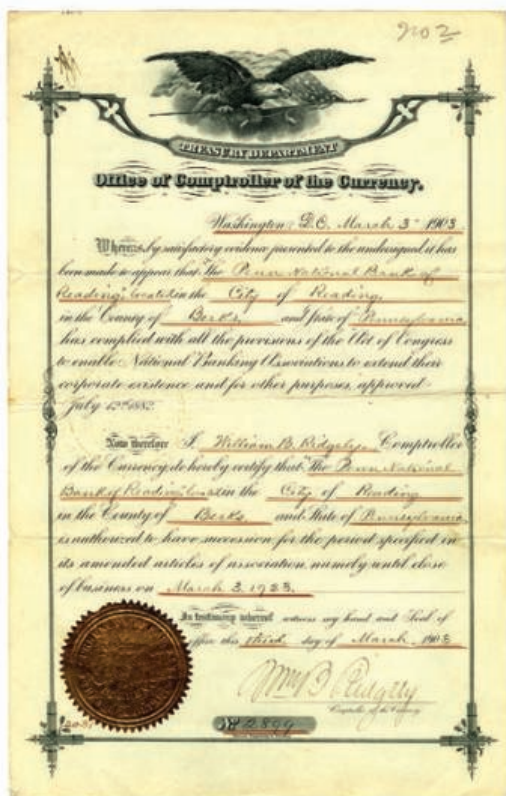 No 2
TREASURY DEPARTMENT
Office of Comptroller of the Currency.
Washington, D.C. March 3rd 1903
Whereas, by satisfactory evidence presented to the undersigned, it has
been made to appear that "The Penn National Bank of
Reading," located in the City of Reading,
in the County of Berks, and State of Pennsylvania
has complied with all the provisions of the Act of Congress
to enable National Banking Associations to extend their
corporate existence and for other purposes, approved
July 12th 1882.
Now therefore I, William B. Ridgely, Comptroller
of the Currency, do hereby certify that "The Penn National
Bank of Reading," located in the City of Reading
in the County of Berks, and State of Pennsylvania
is authorized to have succession for the period specified in
its amended articles of association, namely until close
of business on March 3, 1923.
In testimony whereof witness my hand and Seal of
office this third day of March, 1903
Wm B Ridgely
Comptroller of the Currency
No 2899